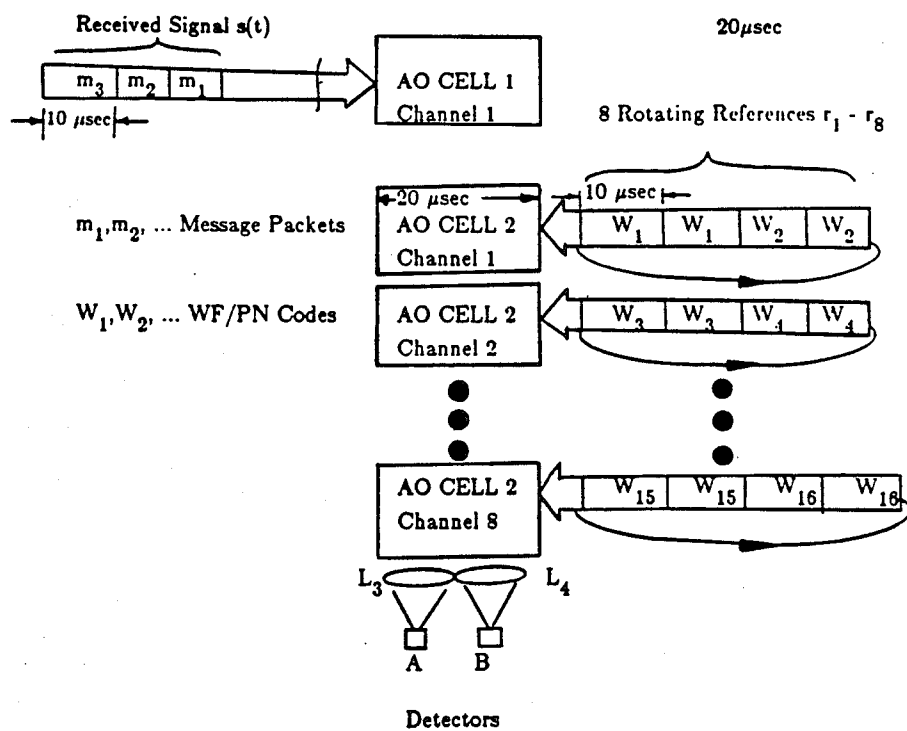 Received Signal s(t)
20μsec
m₃ m₂ m₁
AO CELL 1
Channel 1
10 μsec
8 Rotating References r₁ - r₈
20 μsec
10 μsec
m₁,m₂, ... Message Packets
AO CELL 2
Channel 1
W₁ W₁ W₂ W₂
W₁,W₂, ... WF/PN Codes
AO CELL 2
Channel 2
W₃ W₃ W₄ W₄
AO CELL 2
Channel 8
W₁₅ W₁₅ W₁₆ W₁₆
L₃ L₄
A B
Detectors